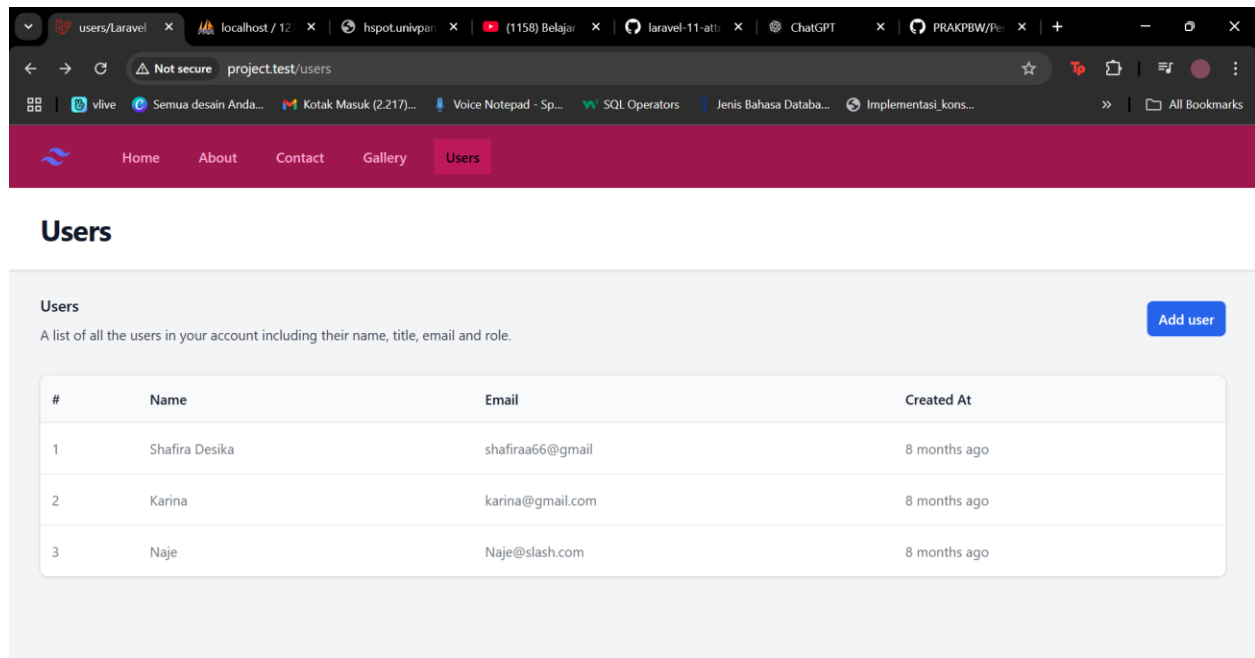 users/Laravel localhost / 12 hspot.univpan (1158) Belajar laravel-11-attr ChatGPT PRAKPBW/Pe
Not secure project.test/users Tp
vlive Semua desain Anda... Kotak Masuk (2.217)... Voice Notepad - Sp... SQL Operators Jenis Bahasa Databa... Implementasi_kons... » All Bookmarks
Home About Contact Gallery Users
Users
Users
A list of all the users in your account including their name, title, email and role.
Add user
# Name Email Created At
1 Shafira Desika shafiraa66@gmail 8 months ago
2 Karina karina@gmail.com 8 months ago
3 Naje Naje@slash.com 8 months ago